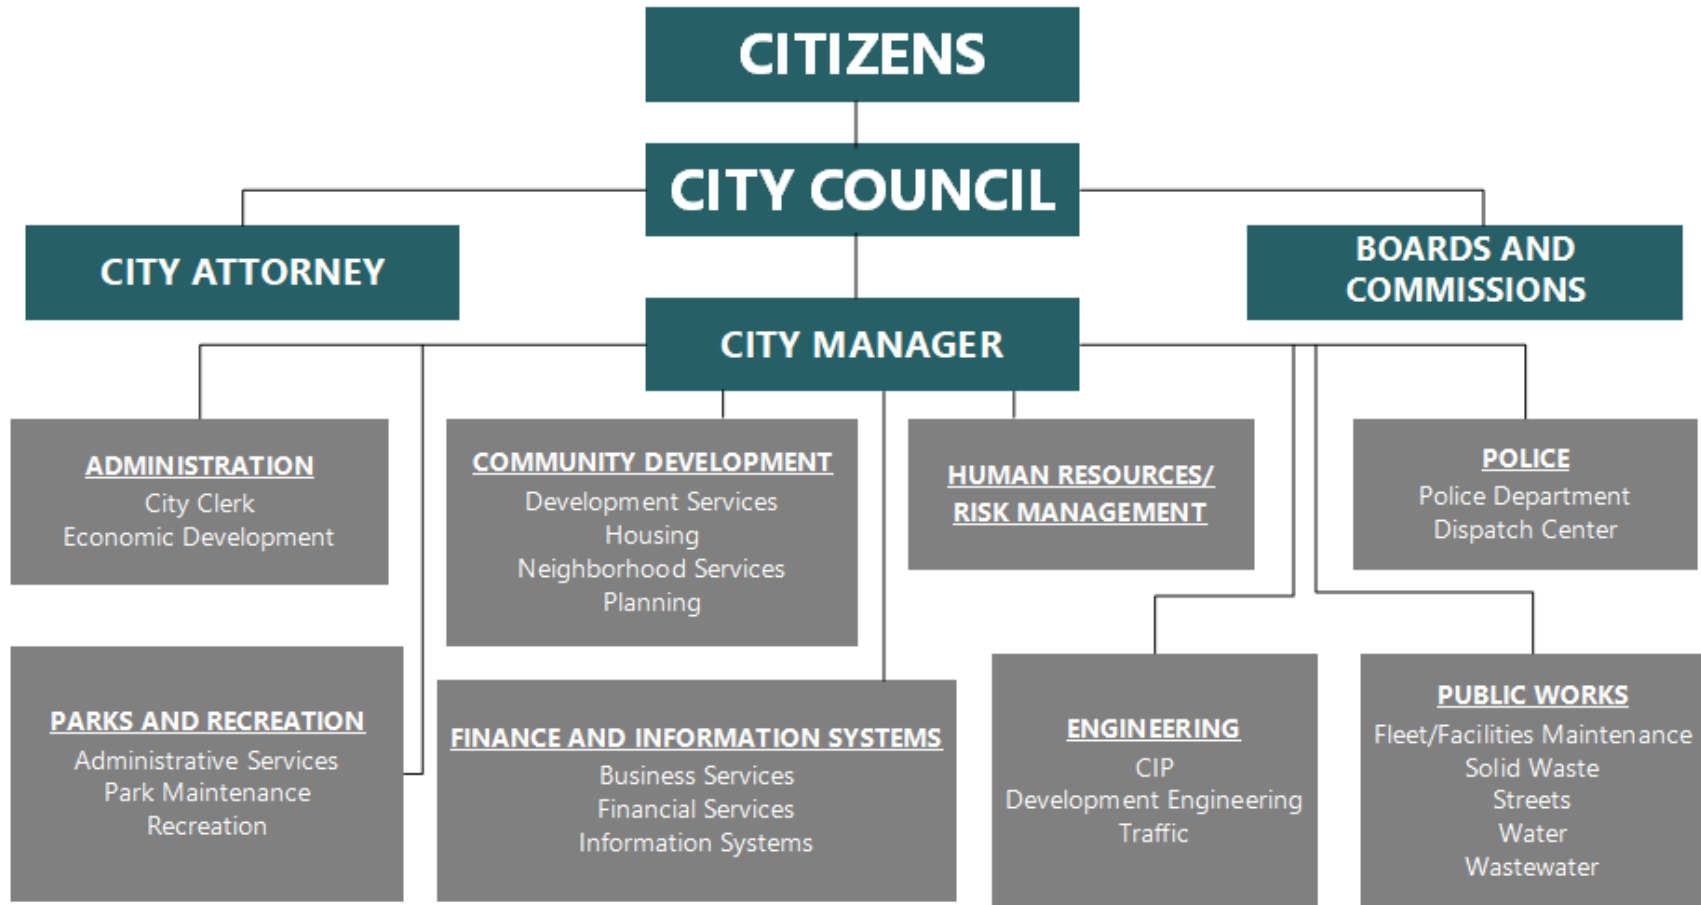 CITIZENS
CITY COUNCIL
CITY ATTORNEY
BOARDS AND
COMMISSIONS
CITY MANAGER
ADMINISTRATION
City Clerk
Economic Development
COMMUNITY DEVELOPMENT
Development Services
Housing
Neighborhood Services
Planning
HUMAN RESOURCES/
RISK MANAGEMENT
POLICE
Police Department
Dispatch Center
PARKS AND RECREATION
Administrative Services
Park Maintenance
Recreation
FINANCE AND INFORMATION SYSTEMS
Business Services
Financial Services
Information Systems
ENGINEERING
CIP
Development Engineering
Traffic
PUBLIC WORKS
Fleet/Facilities Maintenance
Solid Waste
Streets
Water
Wastewater